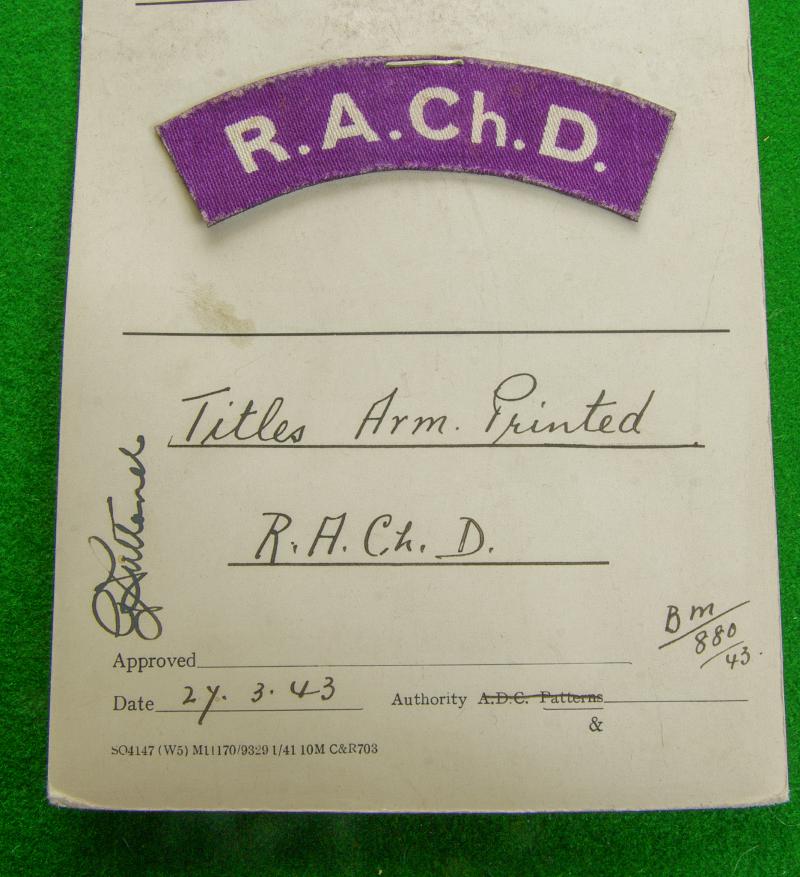 R.A.Ch.D.
Titles Arm. Printed
R.A.Ch. D.
Bm/880/43.
Approved
Date 27. 3. 43 Authority A.D.C. Patterns
&
SO4147 (W5) M11170/9329 1/41 10M C&R703